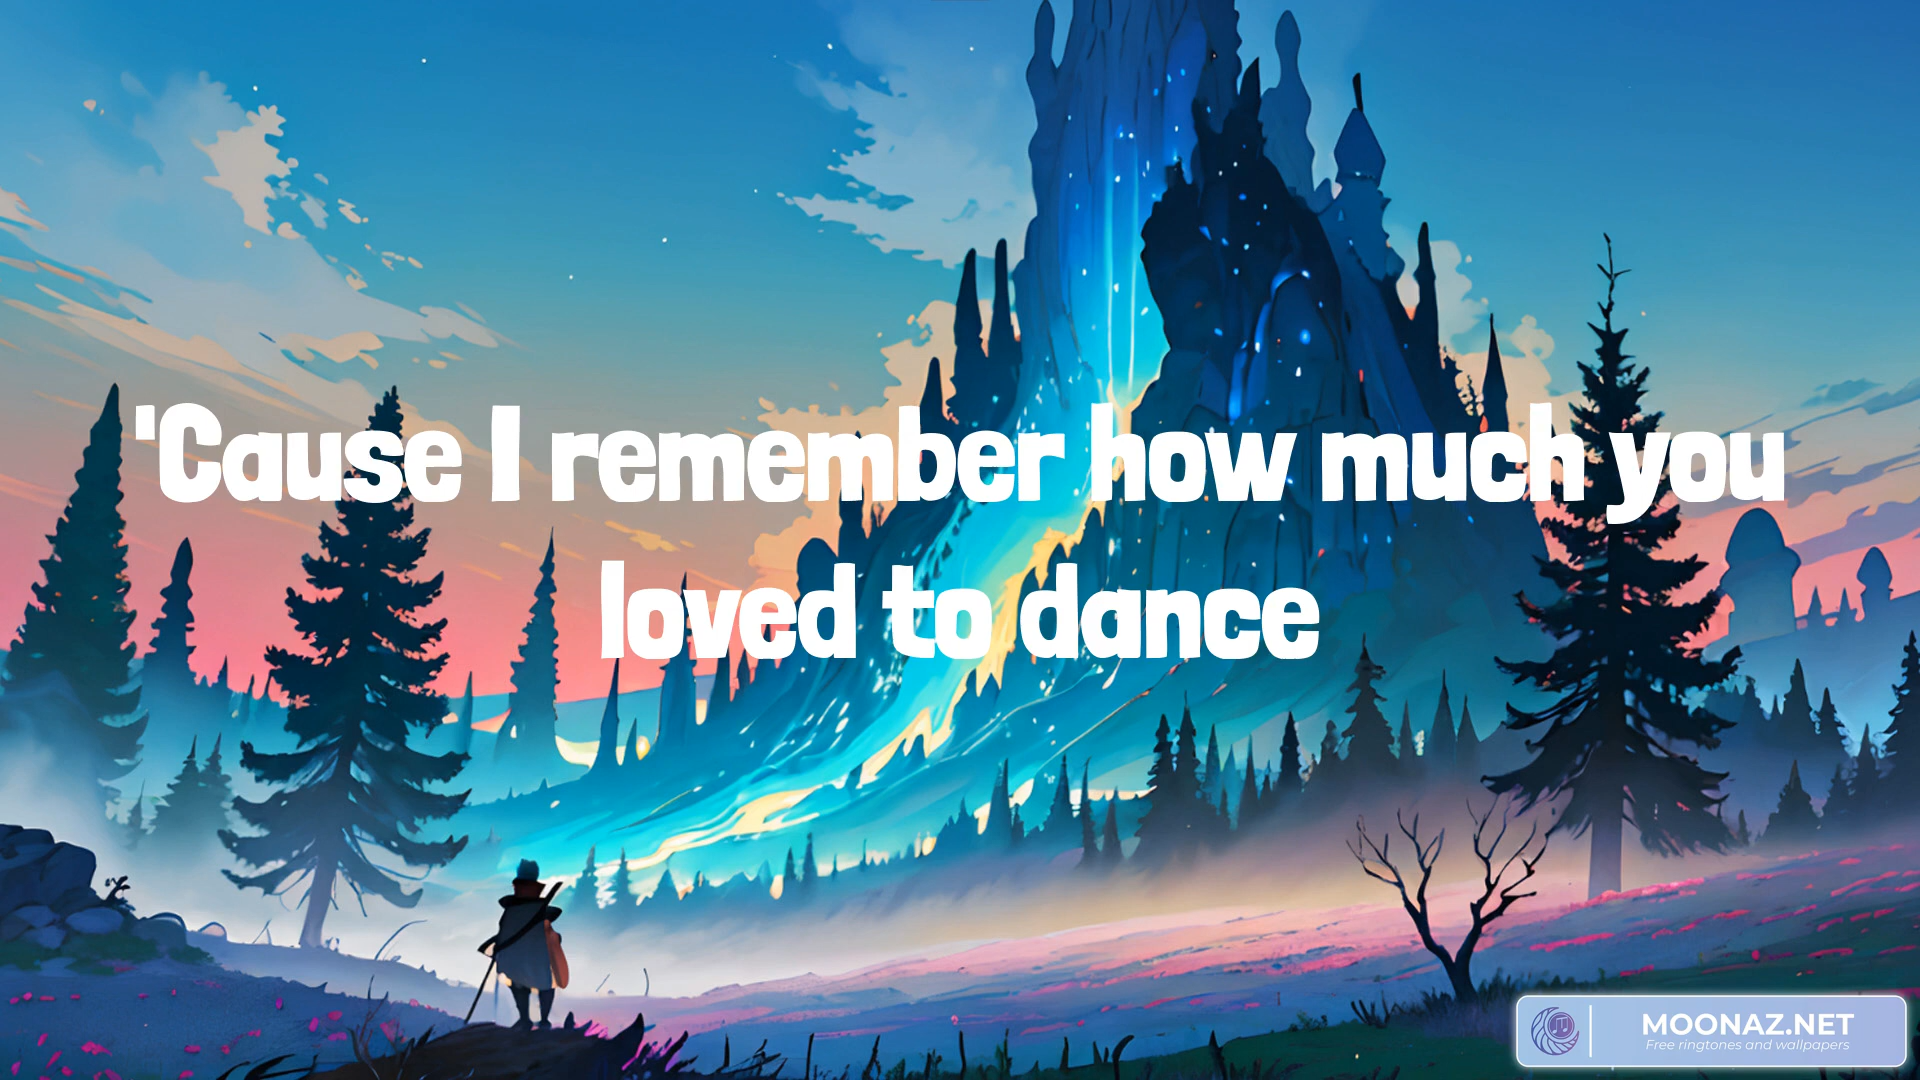 'Cause I remember how much you
loved to dance
MOONAZ.NET
Free ringtones and wallpapers